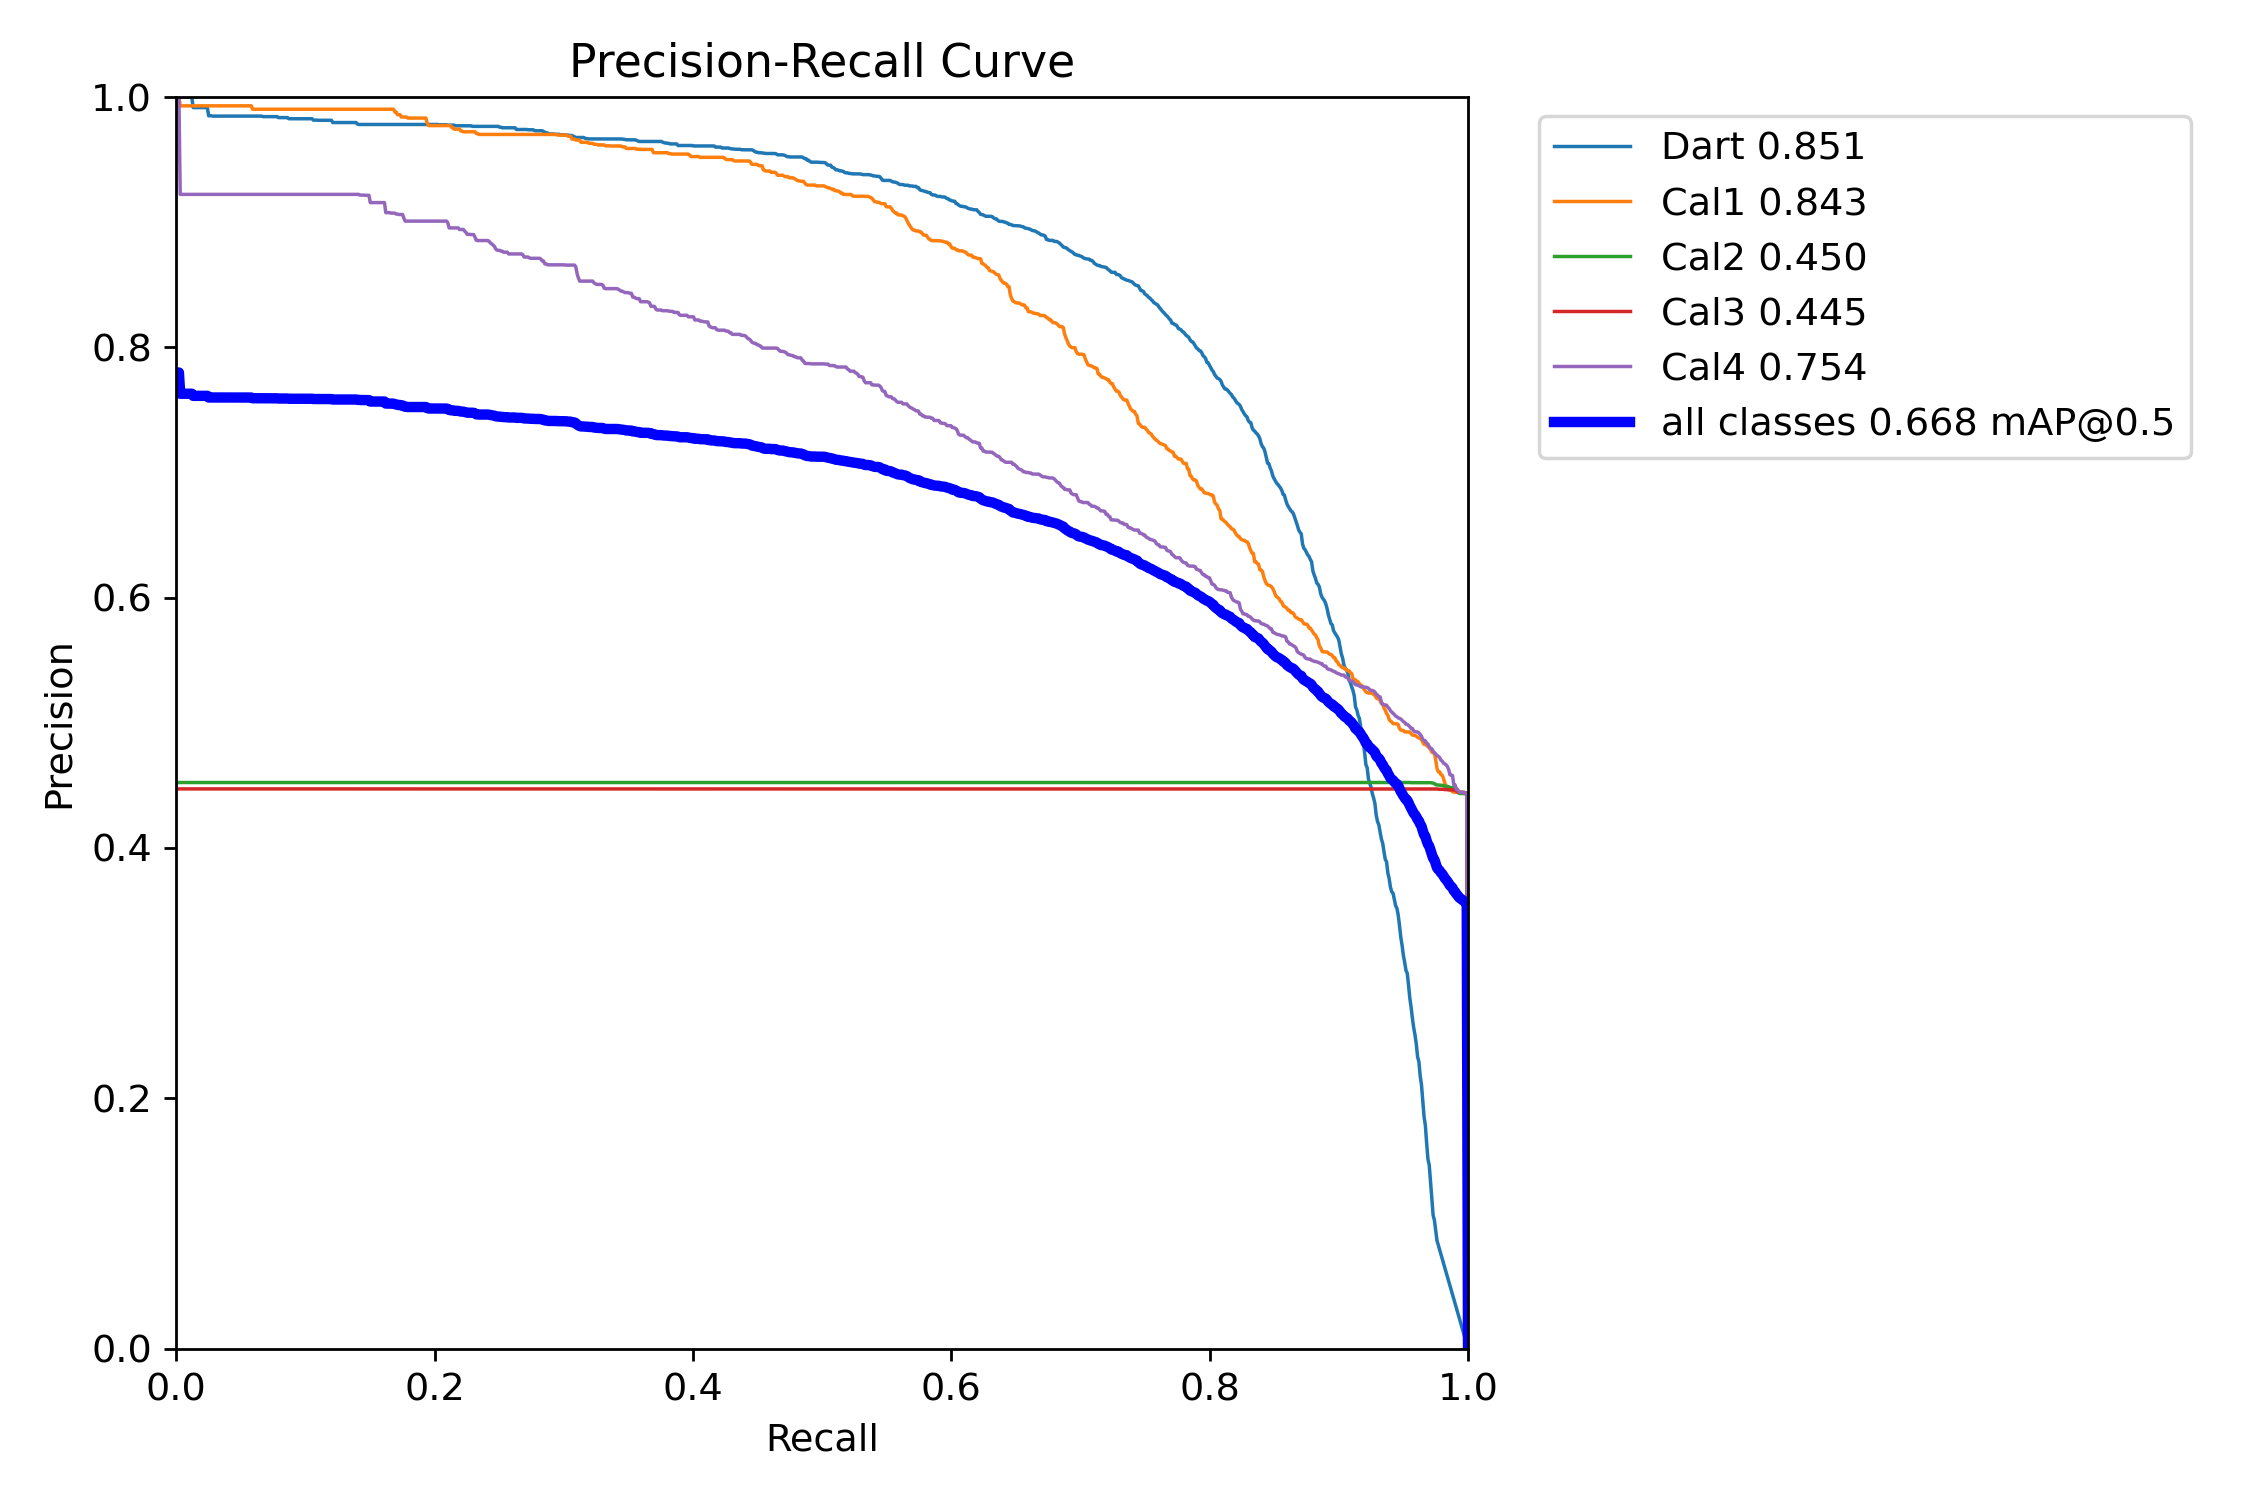 Precision-Recall Curve
1.0
0.8
0.6
0.4
0.2
0.0
Precision
0.0 0.2 0.4 0.6 0.8 1.0
Recall
Dart 0.851
Cal1 0.843
Cal2 0.450
Cal3 0.445
Cal4 0.754
all classes 0.668 mAP@0.5